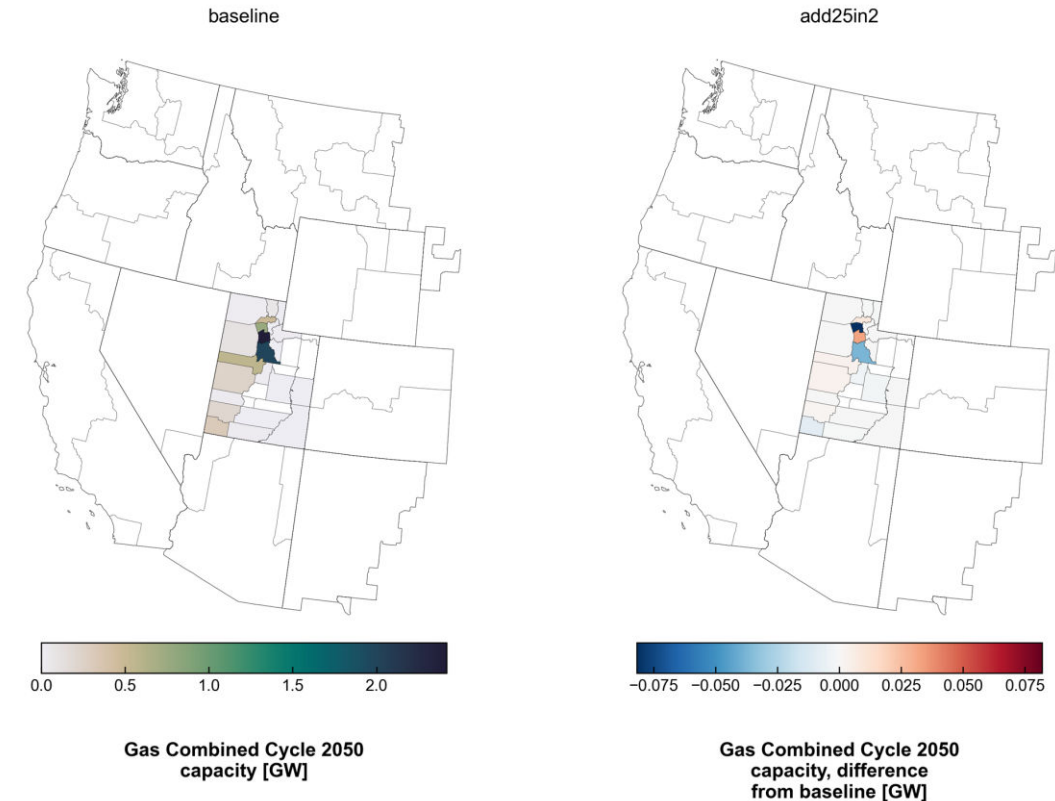 baseline
add25in2
0.0 0.5 1.0 1.5 2.0
−0.075 −0.050 −0.025 0.000 0.025 0.050 0.075
Gas Combined Cycle 2050
capacity [GW]
Gas Combined Cycle 2050
capacity, difference
from baseline [GW]